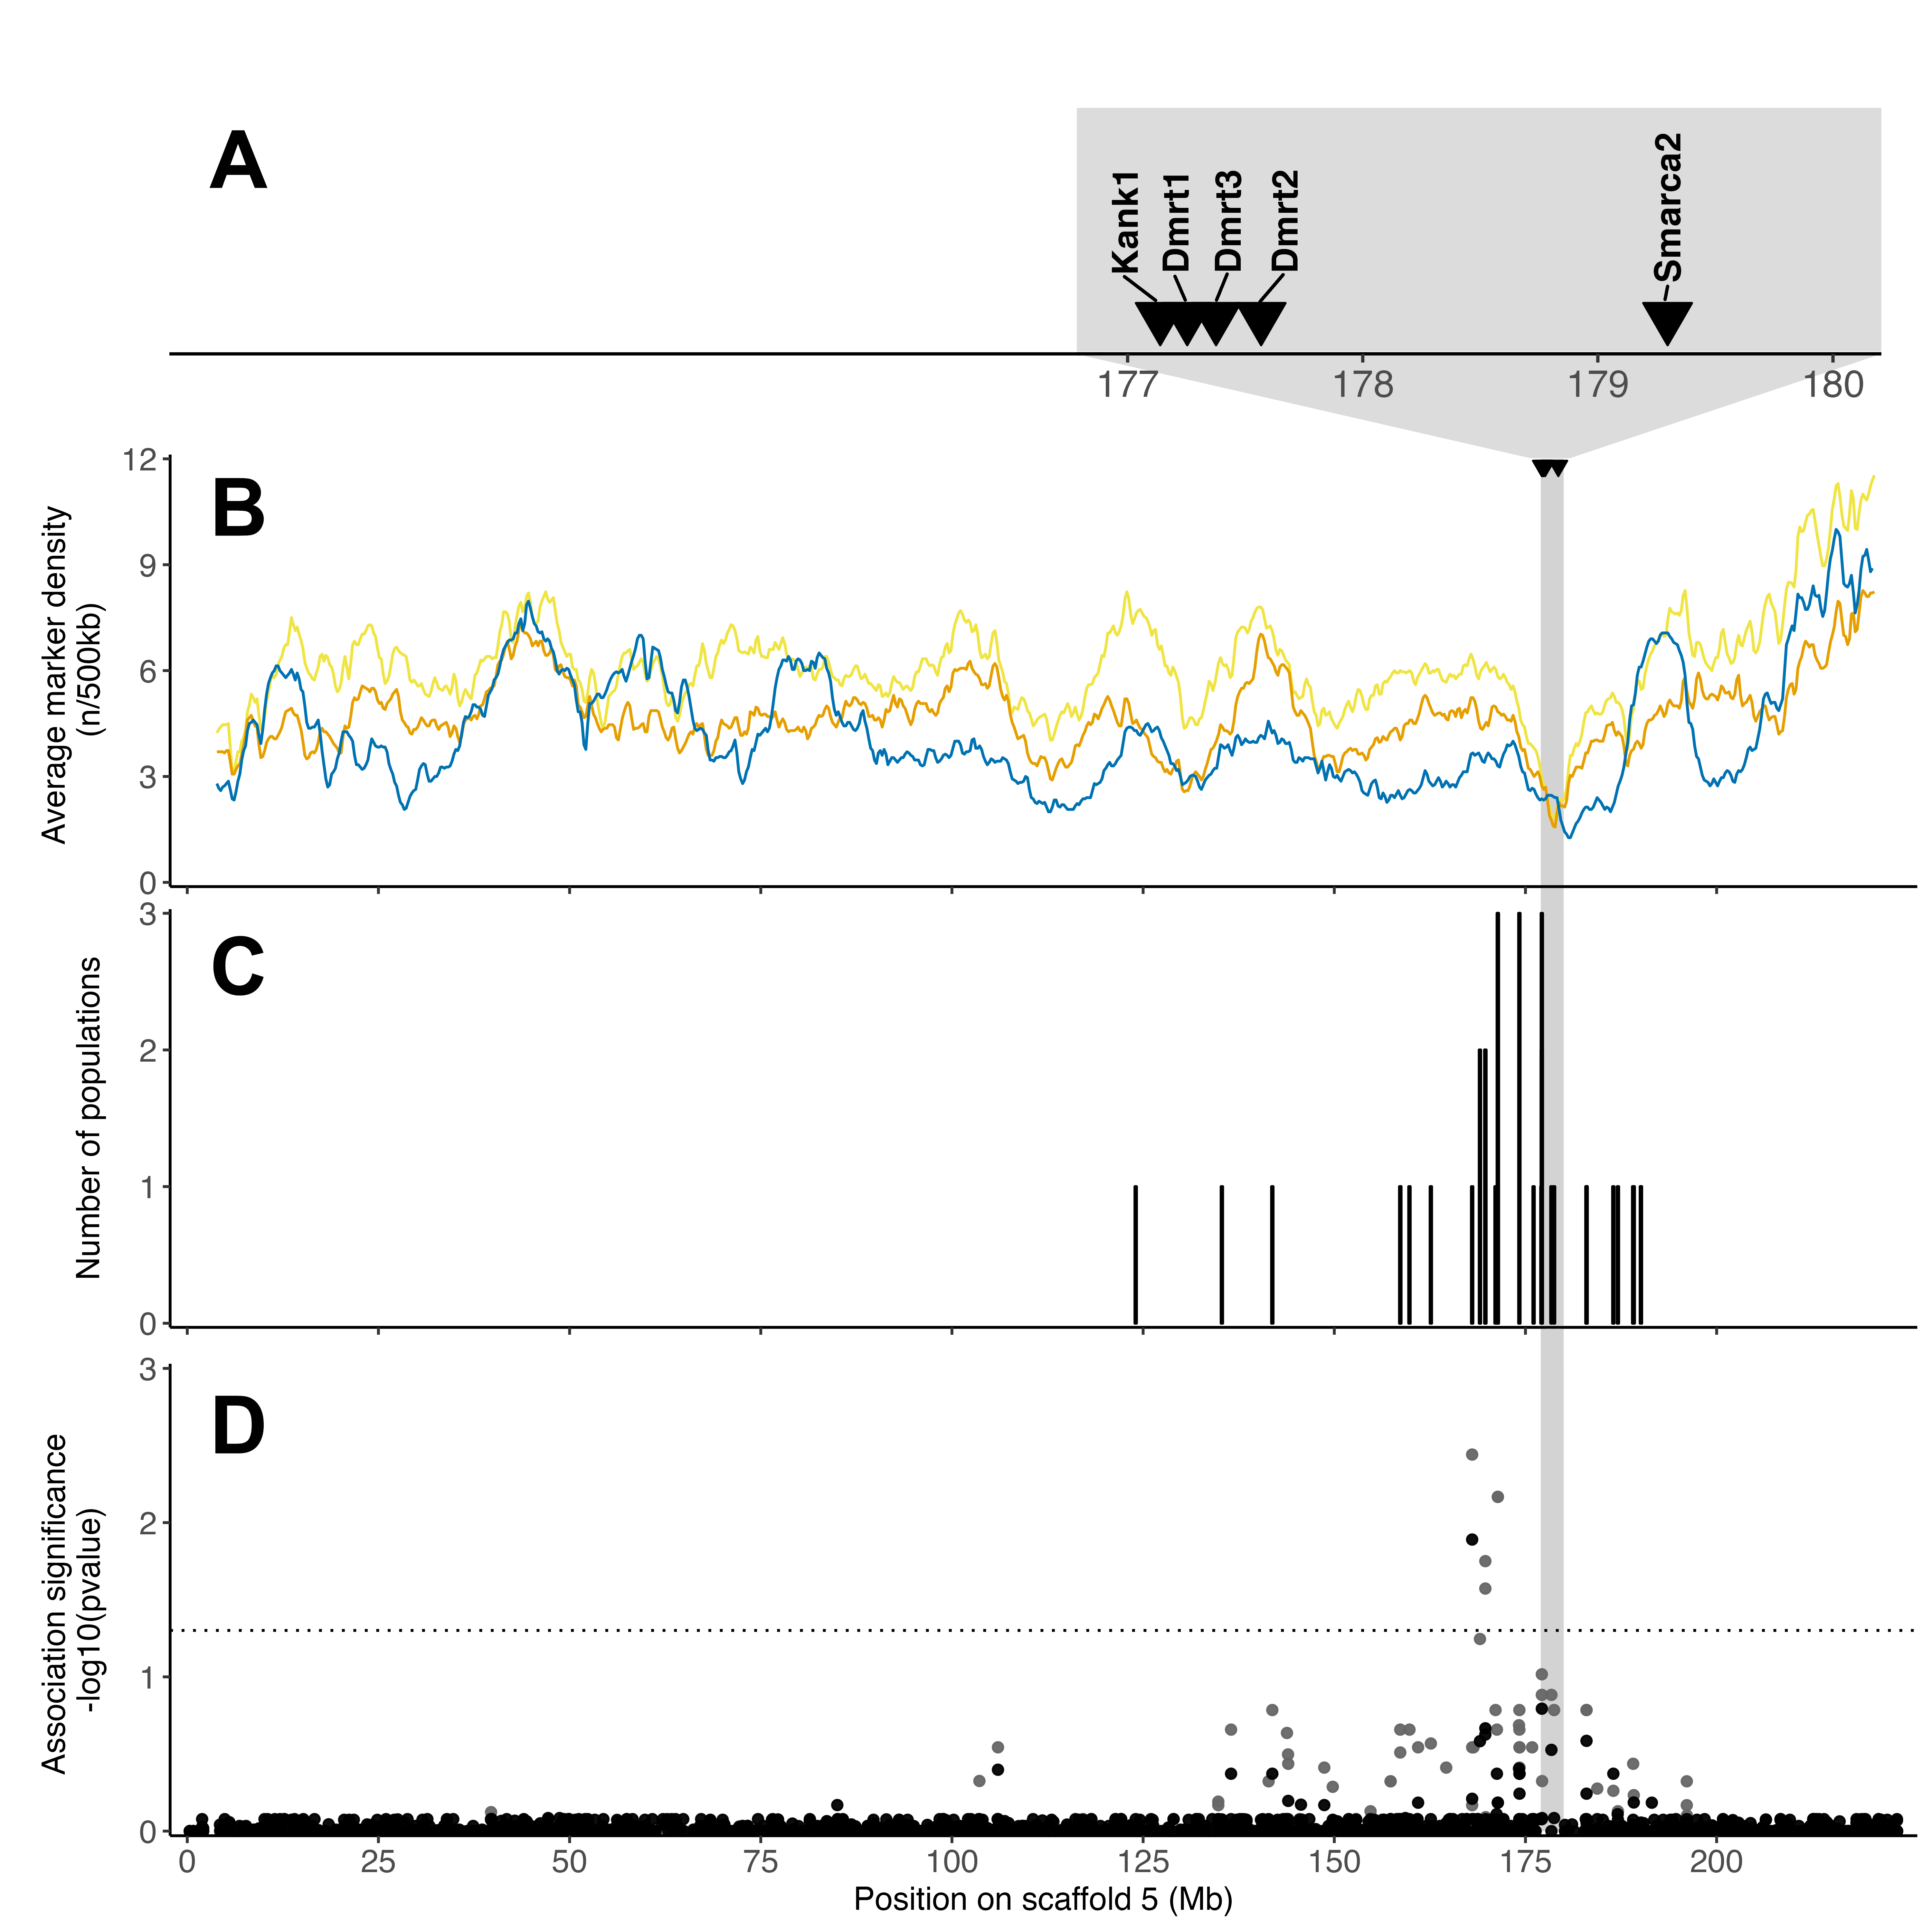 A
Kank1
Dmrt1
Dmrt3
Dmrt2
Smarca2
177 178 179 180
B
Average marker density
(n/500kb)
12
9
6
3
0
C
Number of populations
3
2
1
0
D
Association significance
-log10(pvalue)
3
2
1
0
0 25 50 75 100 125 150 175 200
Position on scaffold 5 (Mb)